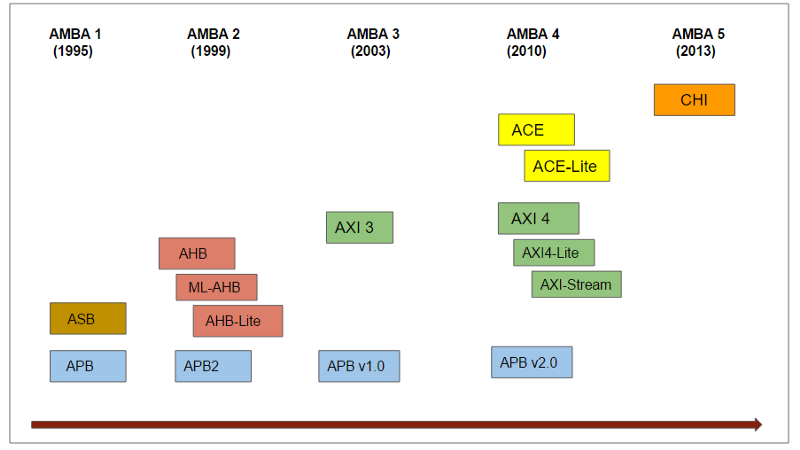 AMBA 1
(1995)
AMBA 2
(1999)
AMBA 3
(2003)
AMBA 4
(2010)
AMBA 5
(2013)
CHI
ACE
ACE-Lite
AXI 3
AXI 4
AHB
AXI4-Lite
ML-AHB
AXI-Stream
ASB
AHB-Lite
APB
APB2
APB v1.0
APB v2.0